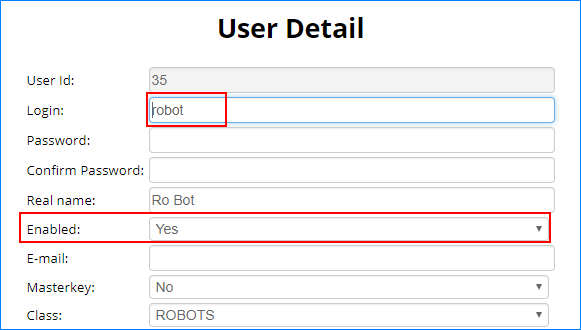 User Detail
User Id: 35
Login: robot
Password:
Confirm Password:
Real name: Ro Bot
Enabled: Yes
E-mail:
Masterkey: No
Class: ROBOTS